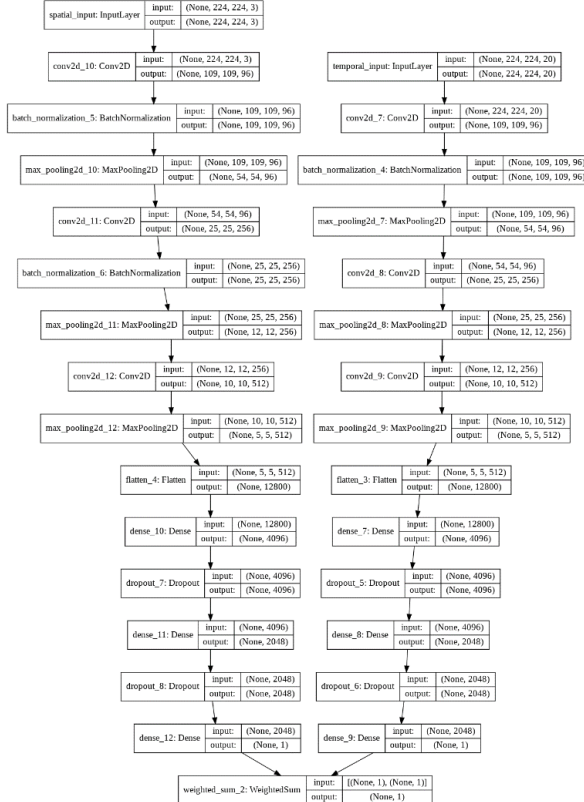 spatial_input: InputLayer
input: (None, 224, 224, 3)
output: (None, 224, 224, 3)
conv2d_10: Conv2D
input: (None, 224, 224, 3)
output: (None, 109, 109, 96)
batch_normalization_5: BatchNormalization
input: (None, 109, 109, 96)
output: (None, 109, 109, 96)
max_pooling2d_10: MaxPooling2D
input: (None, 109, 109, 96)
output: (None, 54, 54, 96)
conv2d_11: Conv2D
input: (None, 54, 54, 96)
output: (None, 25, 25, 256)
batch_normalization_6: BatchNormalization
input: (None, 25, 25, 256)
output: (None, 25, 25, 256)
max_pooling2d_11: MaxPooling2D
input: (None, 25, 25, 256)
output: (None, 12, 12, 256)
conv2d_12: Conv2D
input: (None, 12, 12, 256)
output: (None, 10, 10, 512)
max_pooling2d_12: MaxPooling2D
input: (None, 10, 10, 512)
output: (None, 5, 5, 512)
flatten_4: Flatten
input: (None, 5, 5, 512)
output: (None, 12800)
dense_10: Dense
input: (None, 12800)
output: (None, 4096)
dropout_7: Dropout
input: (None, 4096)
output: (None, 4096)
dense_11: Dense
input: (None, 4096)
output: (None, 2048)
dropout_8: Dropout
input: (None, 2048)
output: (None, 2048)
dense_12: Dense
input: (None, 2048)
output: (None, 1)
temporal_input: InputLayer
input: (None, 224, 224, 20)
output: (None, 224, 224, 20)
conv2d_7: Conv2D
input: (None, 224, 224, 20)
output: (None, 109, 109, 96)
batch_normalization_4: BatchNormalization
input: (None, 109, 109, 96)
output: (None, 109, 109, 96)
max_pooling2d_7: MaxPooling2D
input: (None, 109, 109, 96)
output: (None, 54, 54, 96)
conv2d_8: Conv2D
input: (None, 54, 54, 96)
output: (None, 25, 25, 256)
max_pooling2d_8: MaxPooling2D
input: (None, 25, 25, 256)
output: (None, 12, 12, 256)
conv2d_9: Conv2D
input: (None, 12, 12, 256)
output: (None, 10, 10, 512)
max_pooling2d_9: MaxPooling2D
input: (None, 10, 10, 512)
output: (None, 5, 5, 512)
flatten_3: Flatten
input: (None, 5, 5, 512)
output: (None, 12800)
dense_7: Dense
input: (None, 12800)
output: (None, 4096)
dropout_5: Dropout
input: (None, 4096)
output: (None, 4096)
dense_8: Dense
input: (None, 4096)
output: (None, 2048)
dropout_6: Dropout
input: (None, 2048)
output: (None, 2048)
dense_9: Dense
input: (None, 2048)
output: (None, 1)
weighted_sum_2: WeightedSum
input: [(None, 1), (None, 1)]
output: (None, 1)